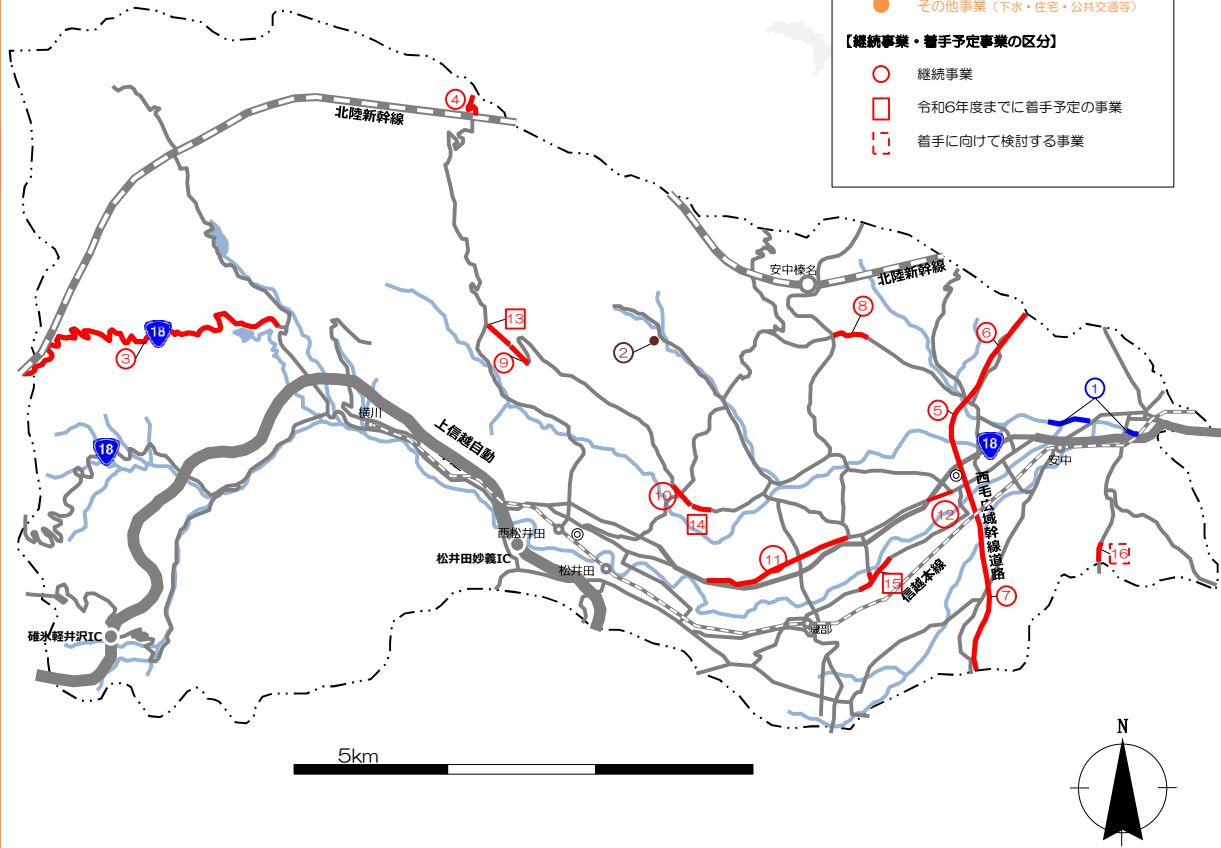 その他事業（下水・住宅・公共交通等）
【継続事業・着手予定事業の区分】
継続事業
令和6年度までに着手予定の事業
着手に向けて検討する事業
4
北陸新幹線
安中榛名
北陸新幹線
18
3
13
9
2
8
6
1
5
横川
18
上信越自動
18
安中
10
14
12
西毛広域幹線道路
西松井田
松井田妙義IC
松井田
11
15
16
信越本線
7
磯部
碓氷軽井沢IC
N
5km